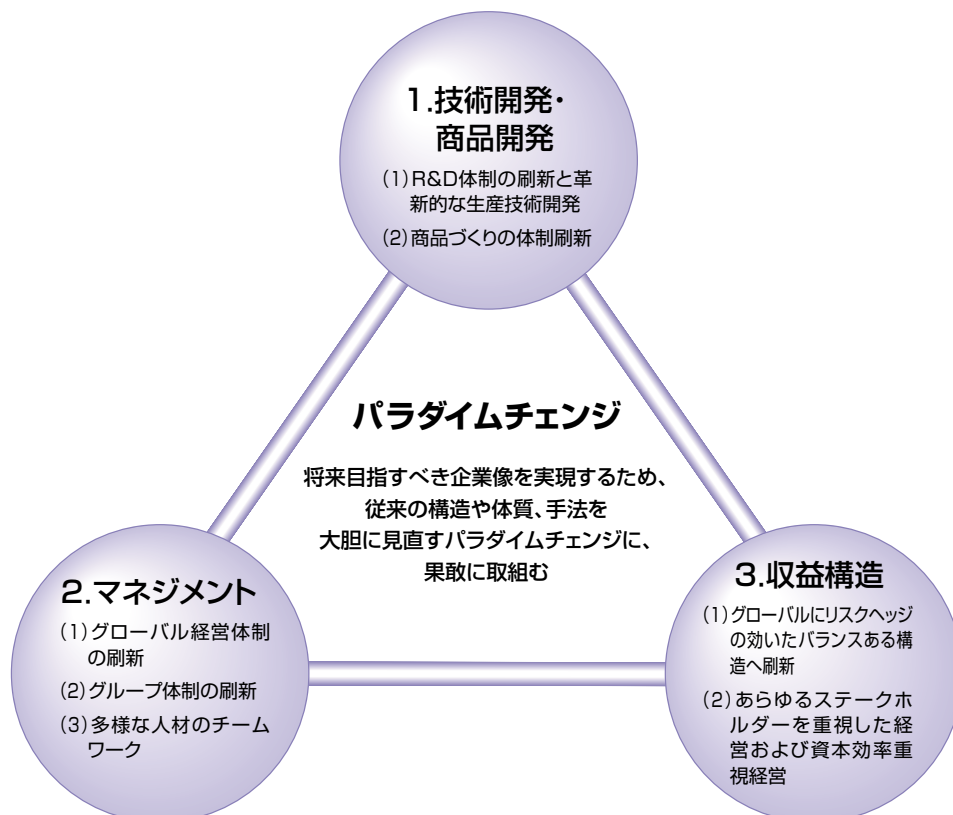 1.技術開発・
商品開発
(1)R&D体制の刷新と革
新的な生産技術開発
(2)商品づくりの体制刷新
パラダイムチェンジ
将来目指すべき企業像を実現するため、
従来の構造や体質、手法を
大胆に見直すパラダイムチェンジに、
果敢に取組む
2.マネジメント
(1)グローバル経営体制
の刷新
(2)グループ体制の刷新
(3)多様な人材のチーム
ワーク
3.収益構造
(1)グローバルにリスクヘッジ
の効いたバランスある構
造へ刷新
(2)あらゆるステークホ
ルダーを重視した経
営および資本効率重
視経営